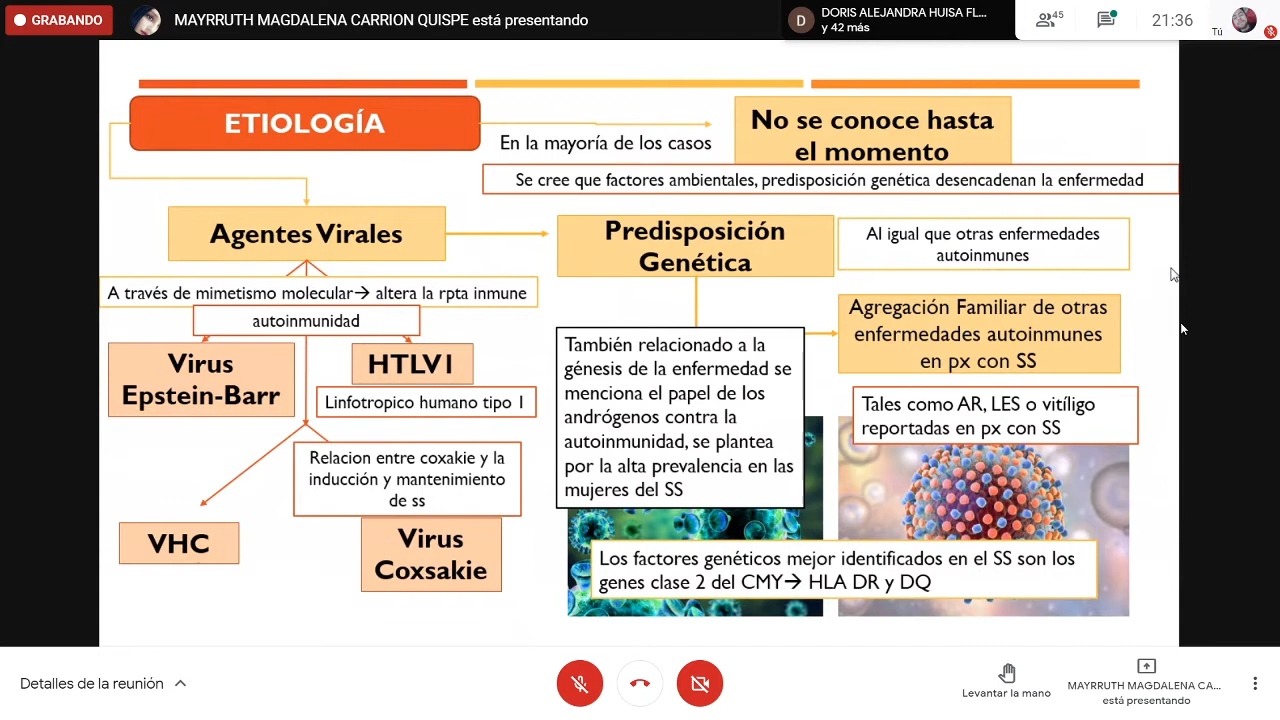 GRABANDO
MAYRRUTH MAGDALENA CARRION QUISPE está presentando
D
DORIS ALEJANDRA HUISA FL...
y 42 más
45
21:36
Tú
ETIOLOGÍA
En la mayoría de los casos
No se conoce hasta
el momento
Se cree que factores ambientales, predisposición genética desencadenan la enfermedad
Agentes Virales
Predisposición
Genética
Al igual que otras enfermedades
autoinmunes
A través de mimetismo molecular→ altera la rpta inmune
autoinmunidad
Virus
Epstein-Barr
HTLV1
Linfotropico humano tipo 1
Relacion entre coxakie y la
inducción y mantenimiento
de ss
VHC
Virus
Coxsakie
También relacionado a la
génesis de la enfermedad se
menciona el papel de los
andrógenos contra la
autoinmunidad, se plantea
por la alta prevalencia en las
mujeres del SS
Agregación Familiar de otras
enfermedades autoinmunes
en px con SS
Tales como AR, LES o vitíligo
reportadas en px con SS
Los factores genéticos mejor identificados en el SS son los
genes clase 2 del CMY→ HLA DR y DQ
Detalles de la reunión
Levantar la mano
MAYRRUTH MAGDALENA CA...
está presentando